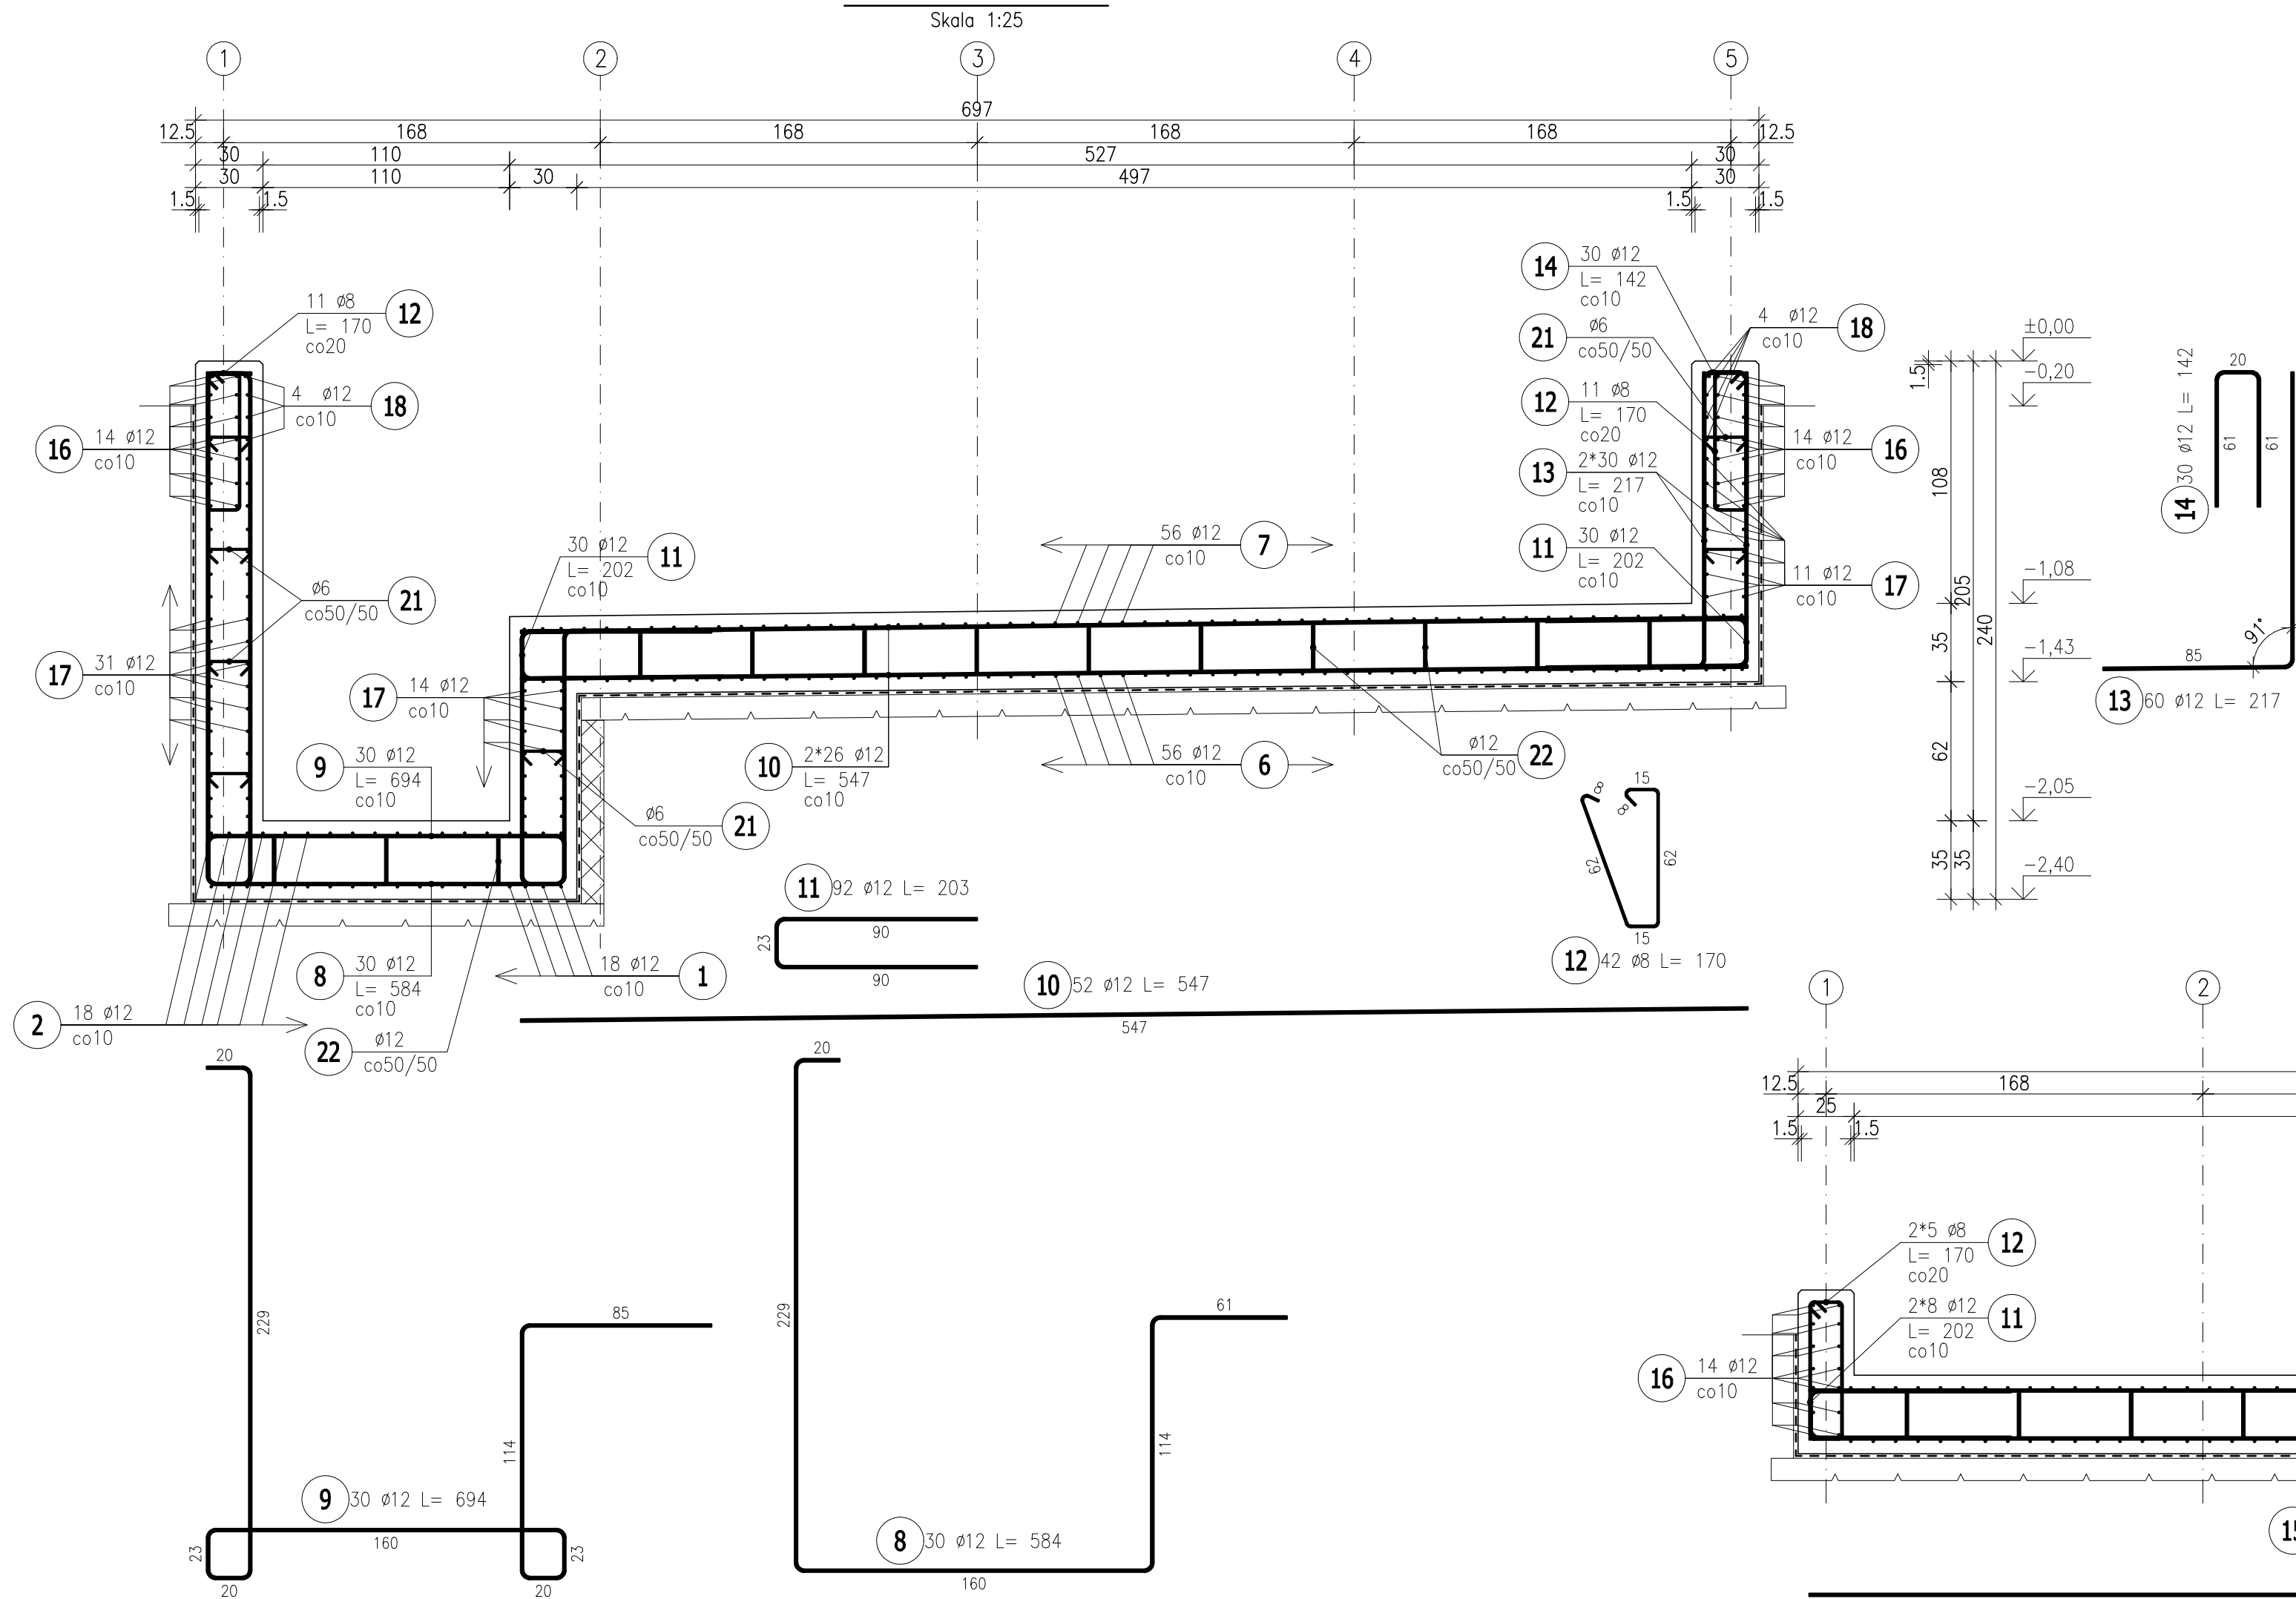 Skala 1:25
1
2
3
4
5
697
12.5
168
168
168
168
12.5
30
110
527
30
30
110
30
497
30
1.5
1.5
1.5
1.5
11 ø8
L= 170
co20
12
4 ø12
co10
18
16
14 ø12
co10
ø6
co50/50
21
17
31 ø12
co10
30 ø12
L= 202
co10
11
17
14 ø12
co10
9
30 ø12
L= 694
co10
56 ø12
co10
7
10
2*26 ø12
L= 547
co10
56 ø12
co10
6
ø12
co50/50
22
ø6
co50/50
21
14
30 ø12
L= 142
co10
21
ø6
co50/50
12
11 ø8
L= 170
co20
13
2*30 ø12
L= 217
co10
11
30 ø12
L= 202
co10
4 ø12
co10
18
14 ø12
co10
16
11 ø12
co10
17
±0,00
-0,20
-1,08
-1,43
-2,05
-2,40
1.5
108
35
62
35
205
35
240
14
30 ø12 L= 142
20
61
61
91°
85
13
60 ø12 L= 217
8
30 ø12
L= 584
co10
18 ø12
co10
1
2
18 ø12
co10
22
ø12
co50/50
11
92 ø12 L= 203
23
90
90
10
52 ø12 L= 547
547
8
15
8
62
62
15
12
42 ø8 L= 170
20
229
85
114
9
30 ø12 L= 694
160
23
23
20
20
20
229
61
114
8
30 ø12 L= 584
160
1
2
12.5
168
25
1.5
1.5
2*5 ø8
L= 170
co20
12
2*8 ø12
L= 202
co10
11
16
14 ø12
co10